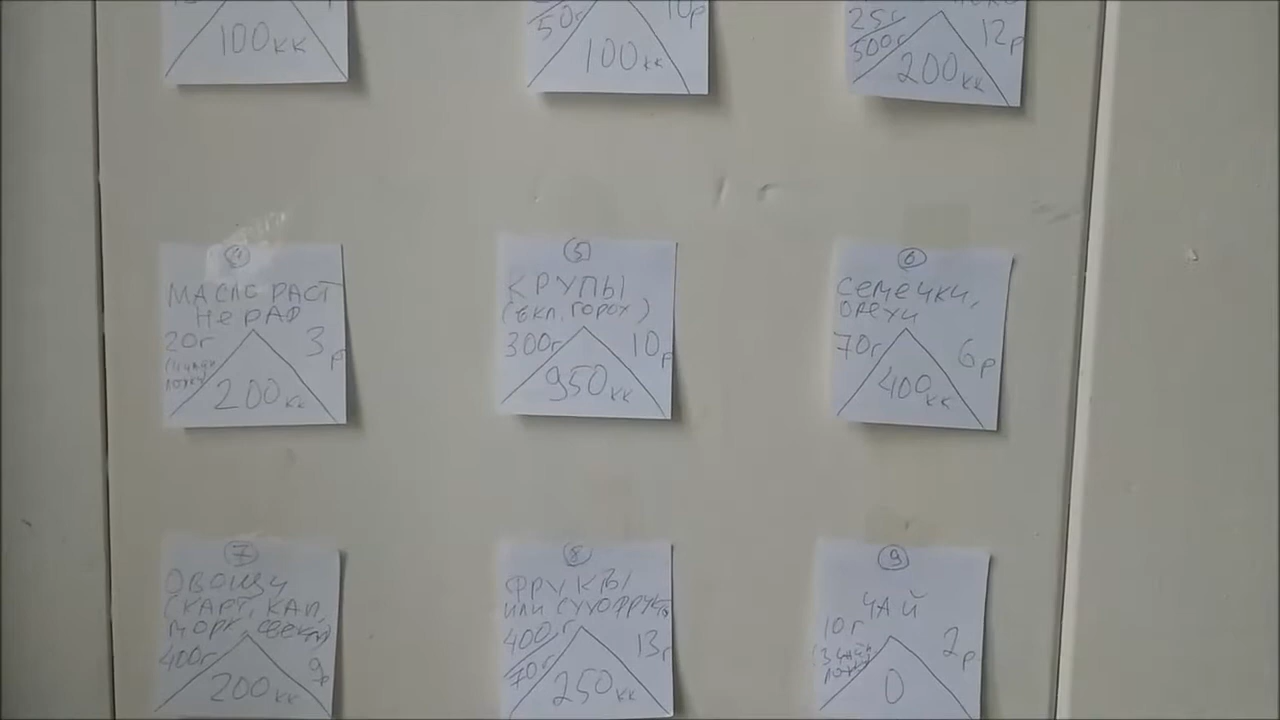 100кк
50г
10р
100кк
25г
500г
12р
200кк
4
МАСЛО РАСТ
НЕРАФ
20г
3р
ложки
200кк
5
КРУПЫ
(ВКЛ. ГОРОХ)
300г
10р
950кк
6
Семечки,
орехи
70г
6р
400кк
7
ОВОЩИ
(КАРТ, КАП,
МОРК, свекла)
400г
9р
200кк
8
ФРУКТЫ
ИЛИ СУХОФРУКТЫ
400г
70г
13р
250кк
9
ЧАЙ
10г
2р
0